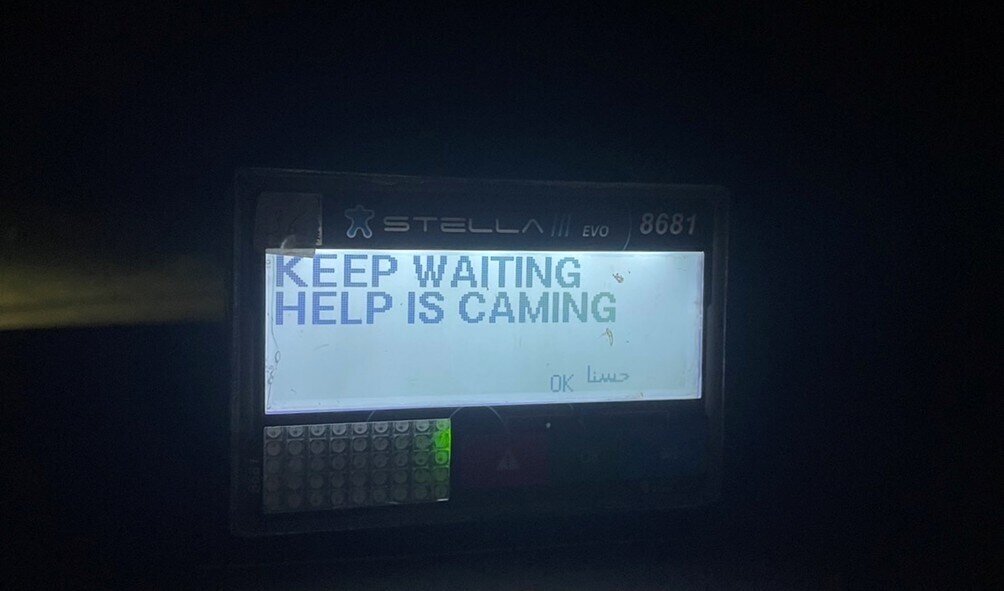 STELLA III EVO 8681
KEEP WAITING
HELP IS CAMING
OK حسنا